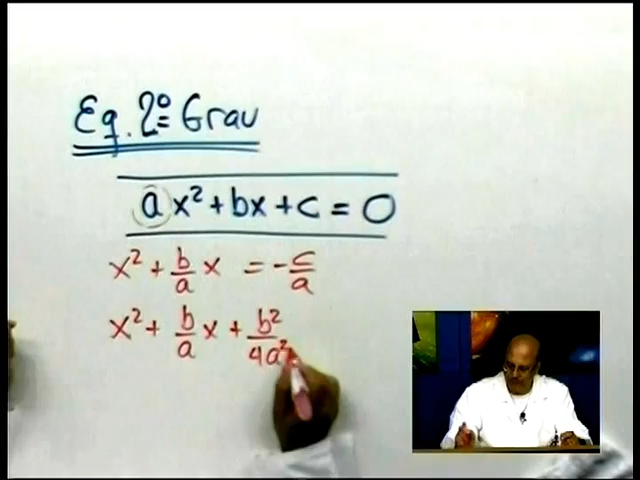 Eq. 2º Grau
ax² + bx + c = 0
x² + b/a x = -c/a
x² + b/a x + b²/4a²